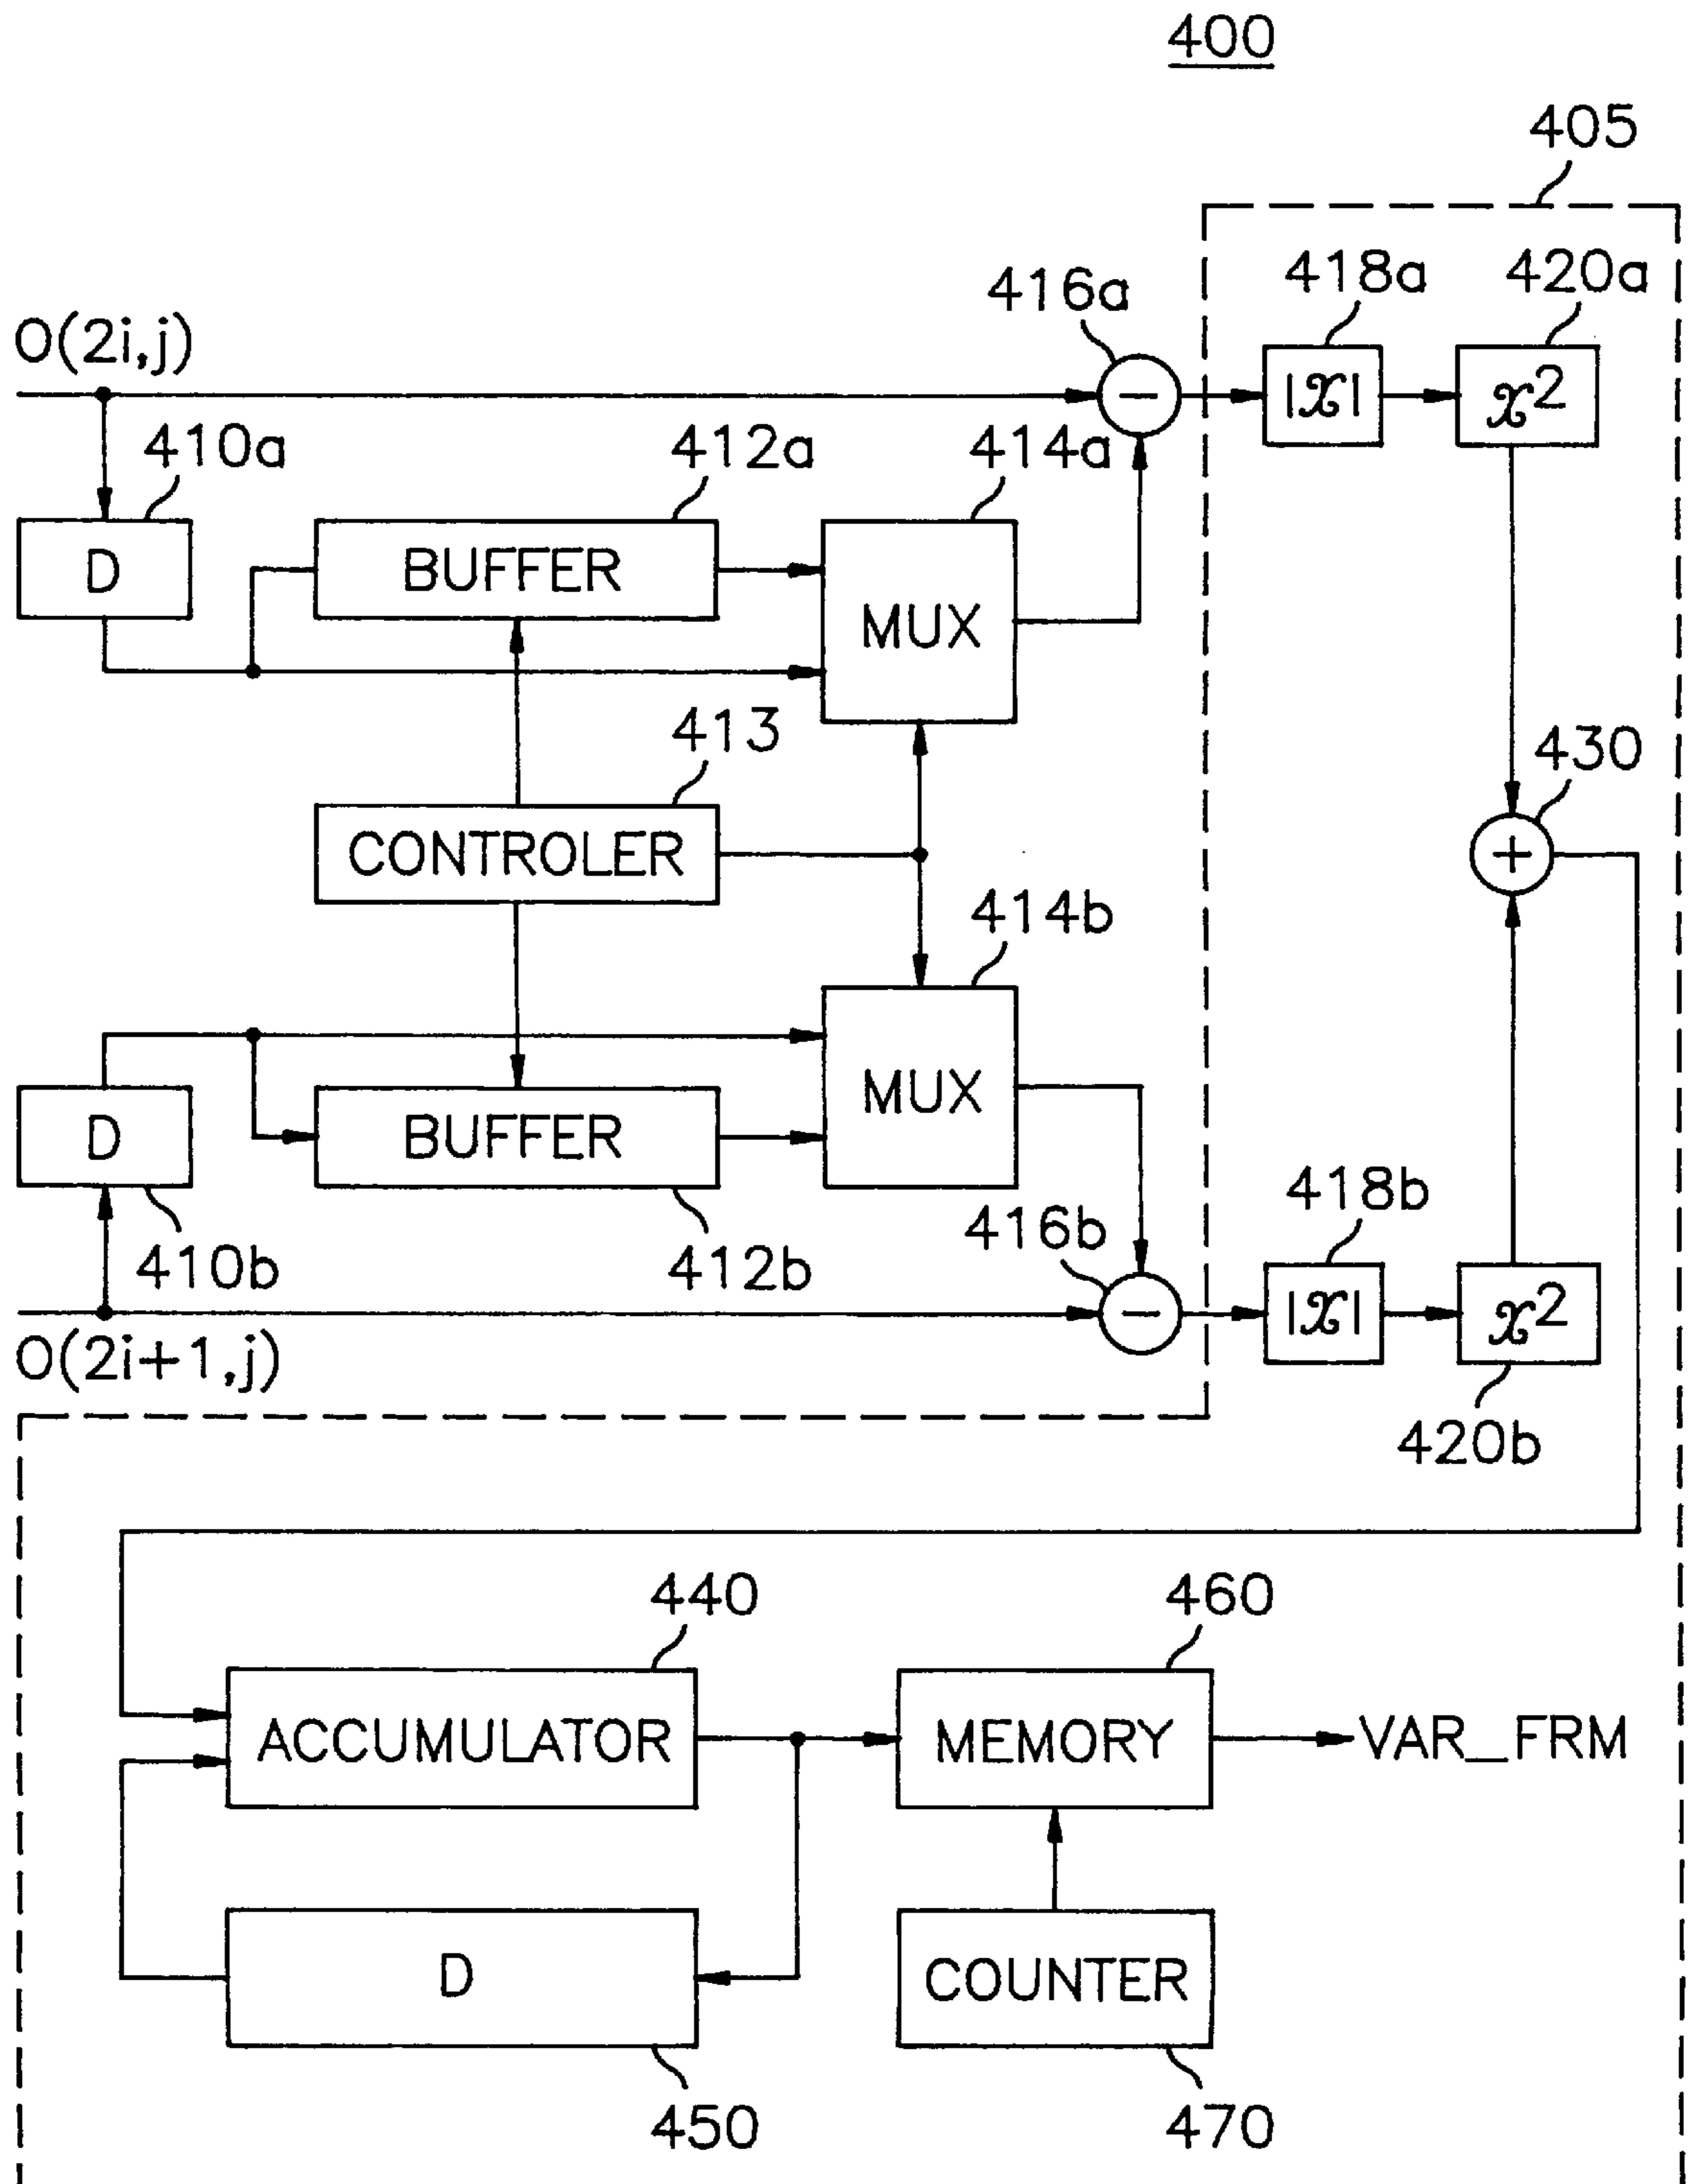 400
405
416a
418a
420a
O(2i,j)
−
|x|
x²
410a
412a
414a
D
BUFFER
MUX
413
430
CONTROLER
+
414b
MUX
D
BUFFER
418b
416b
410b
412b
−
|x|
x²
O(2i+1,j)
420b
440
460
ACCUMULATOR
MEMORY
VAR_FRM
D
COUNTER
450
470